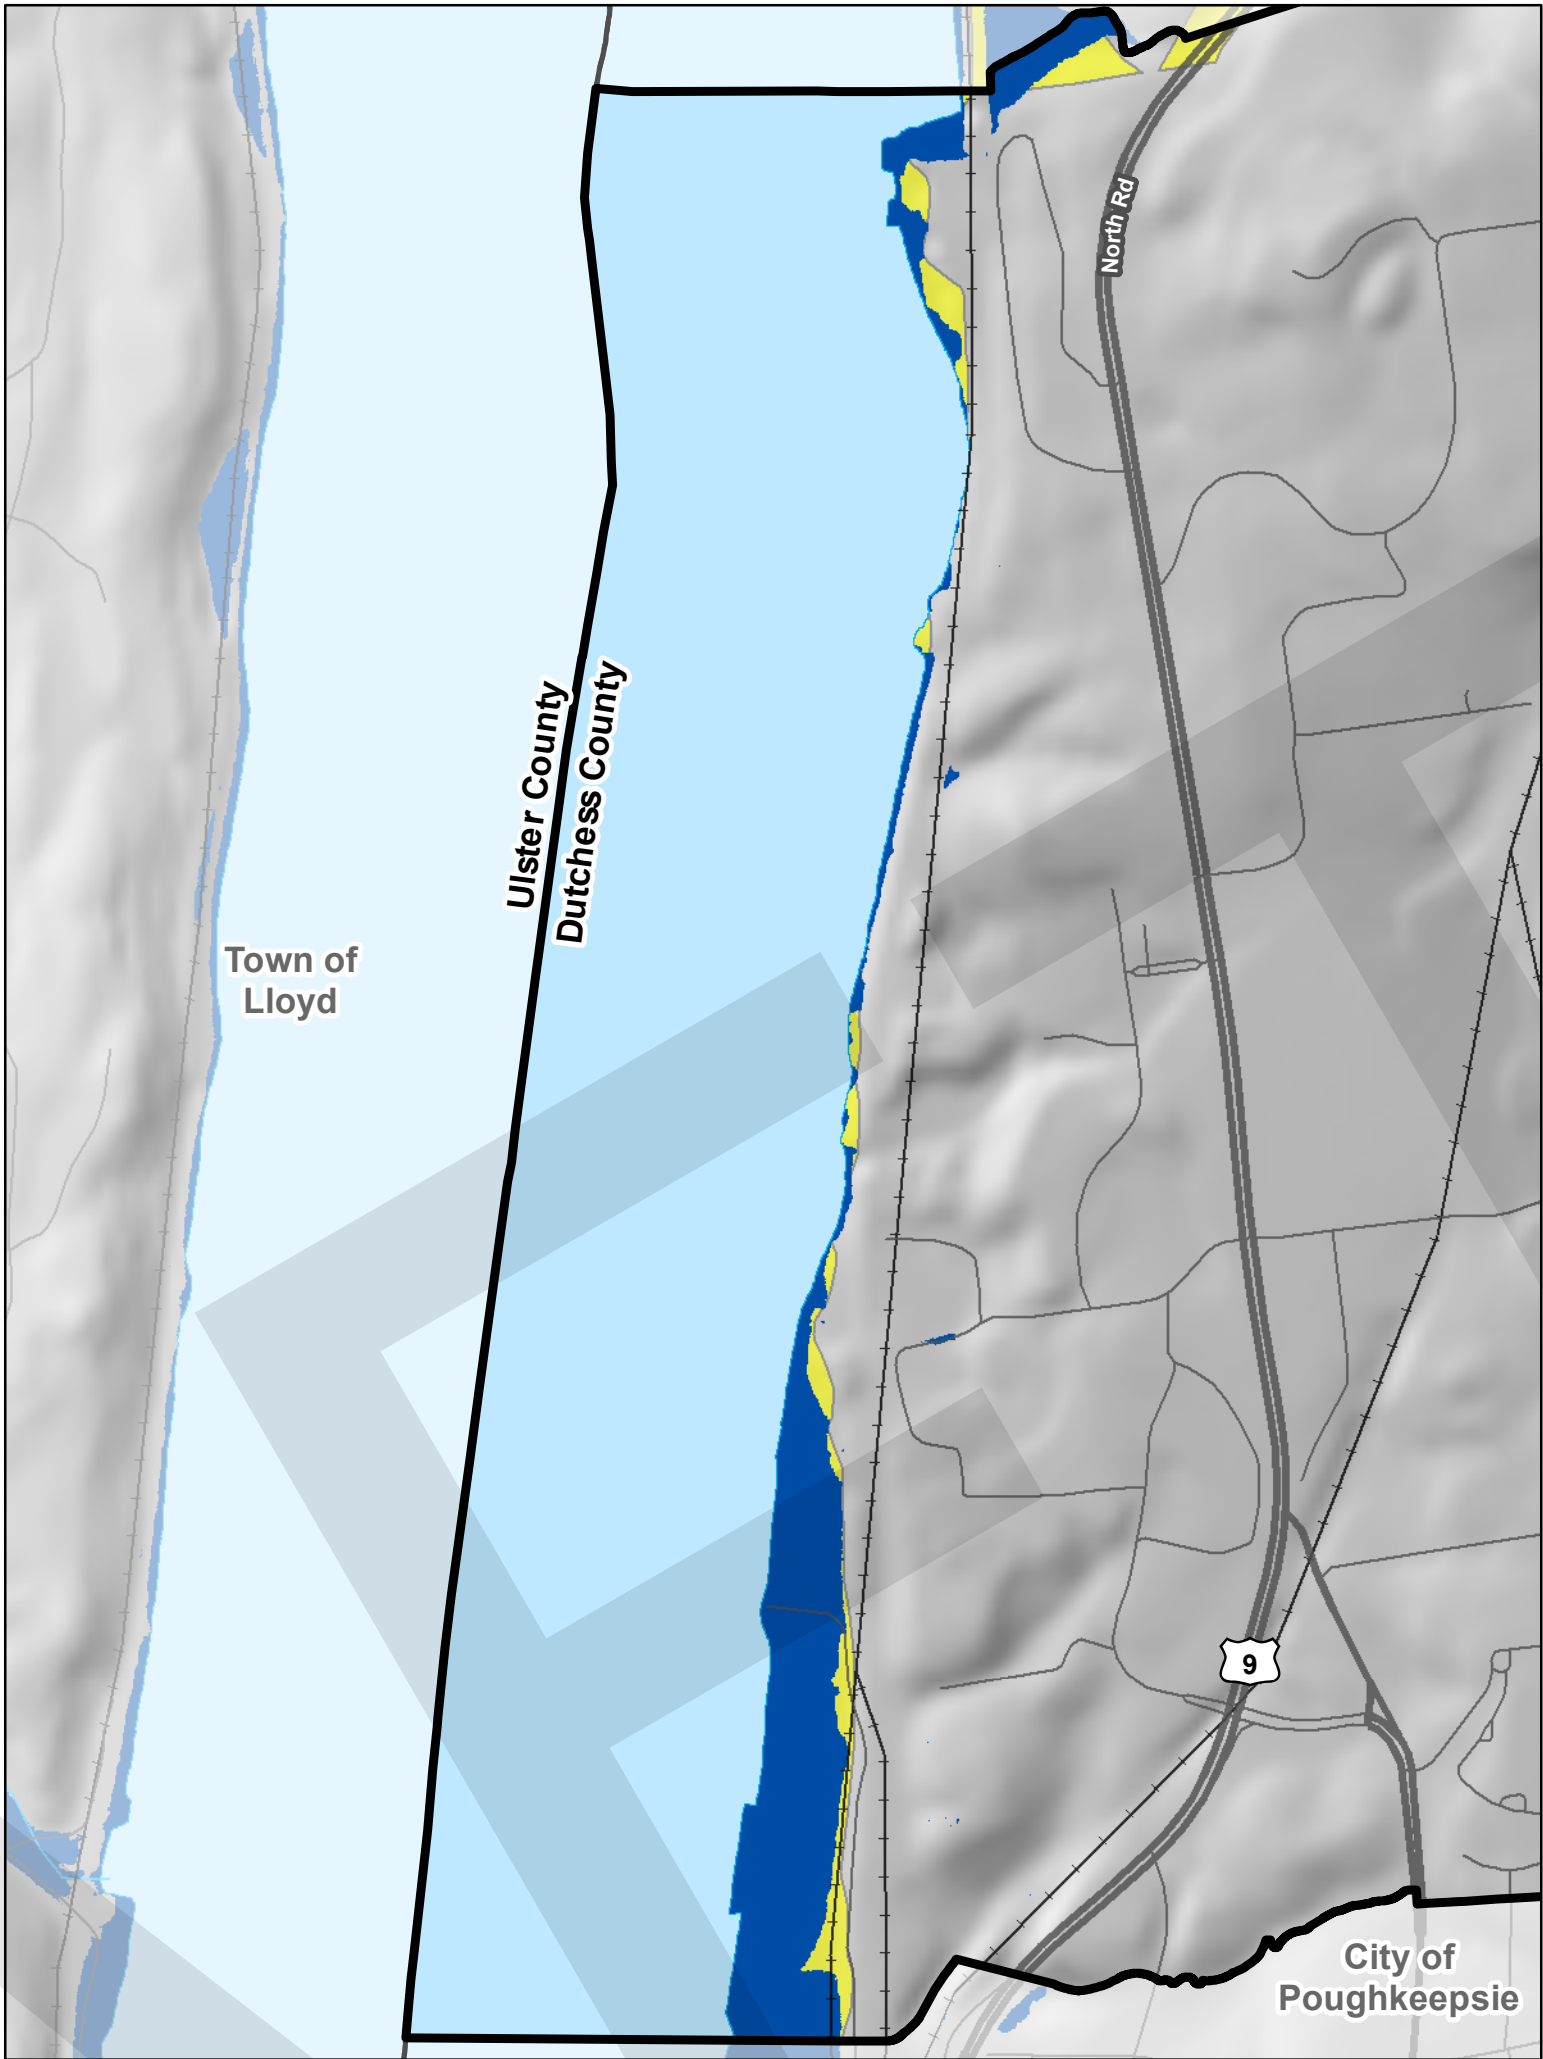 North Rd
Ulster County
Dutchess County
Town of
Lloyd
9
City of
Poughkeepsie